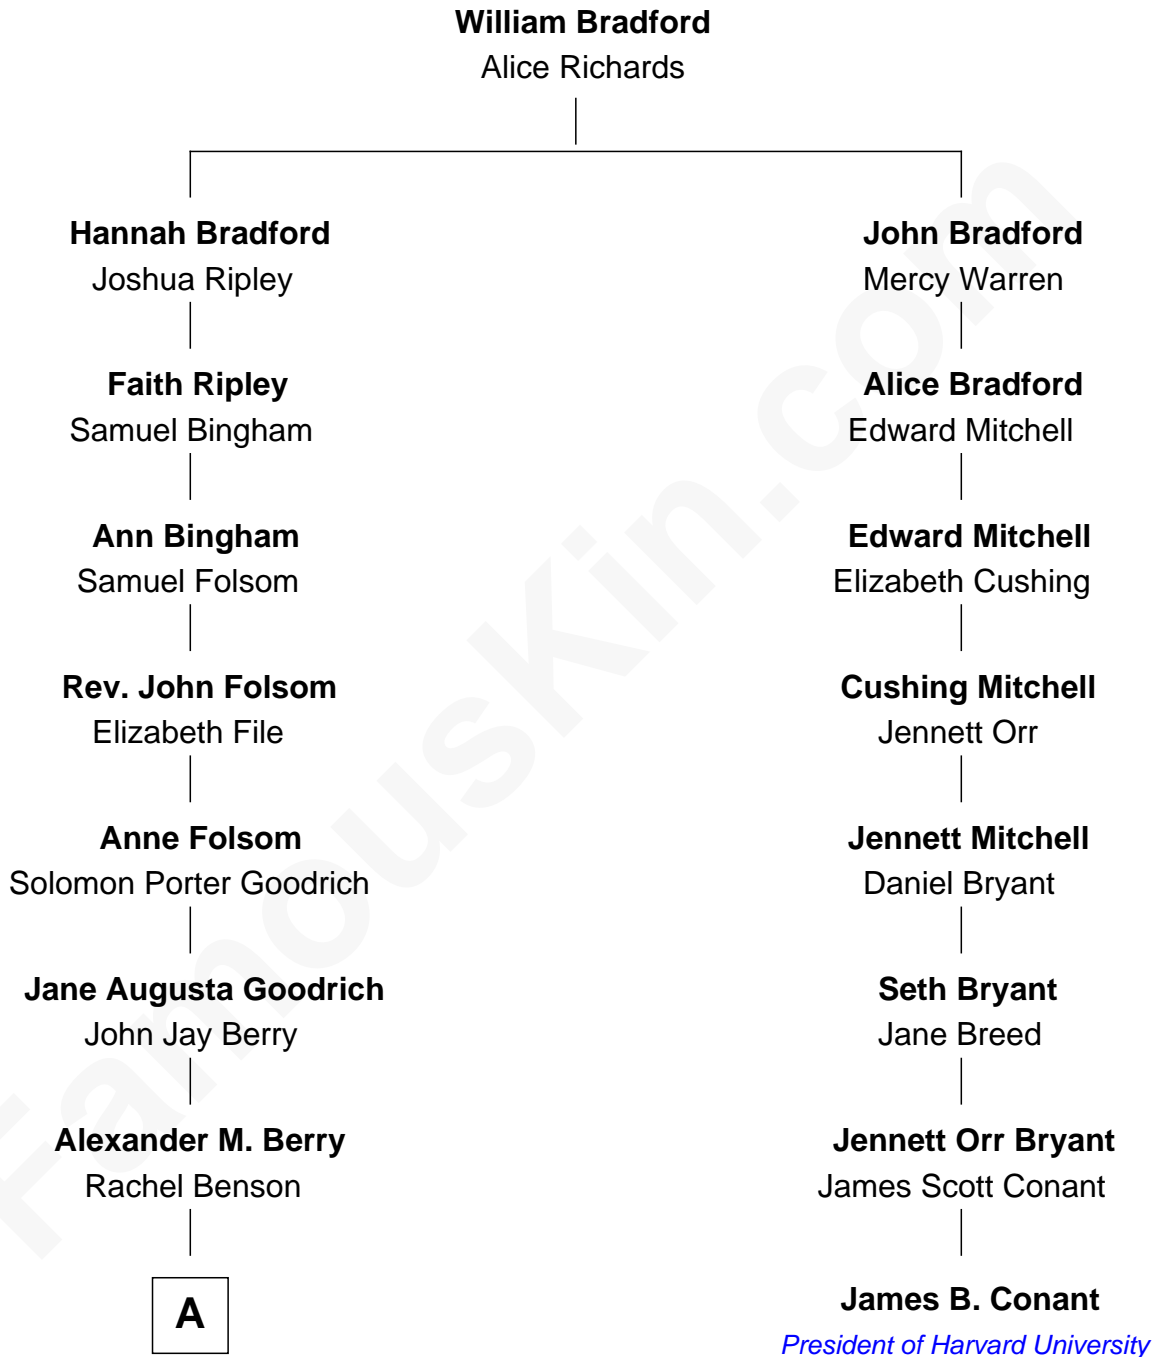 William Bradford
Alice Richards
Hannah Bradford
Joshua Ripley
John Bradford
Mercy Warren
Faith Ripley
Samuel Bingham
Alice Bradford
Edward Mitchell
Ann Bingham
Samuel Folsom
Edward Mitchell
Elizabeth Cushing
Rev. John Folsom
Elizabeth File
Cushing Mitchell
Jennett Orr
Anne Folsom
Solomon Porter Goodrich
Jennett Mitchell
Daniel Bryant
Jane Augusta Goodrich
John Jay Berry
Seth Bryant
Jane Breed
Alexander M. Berry
Rachel Benson
Jennett Orr Bryant
James Scott Conant
A
James B. Conant
President of Harvard University
FamousKin.com